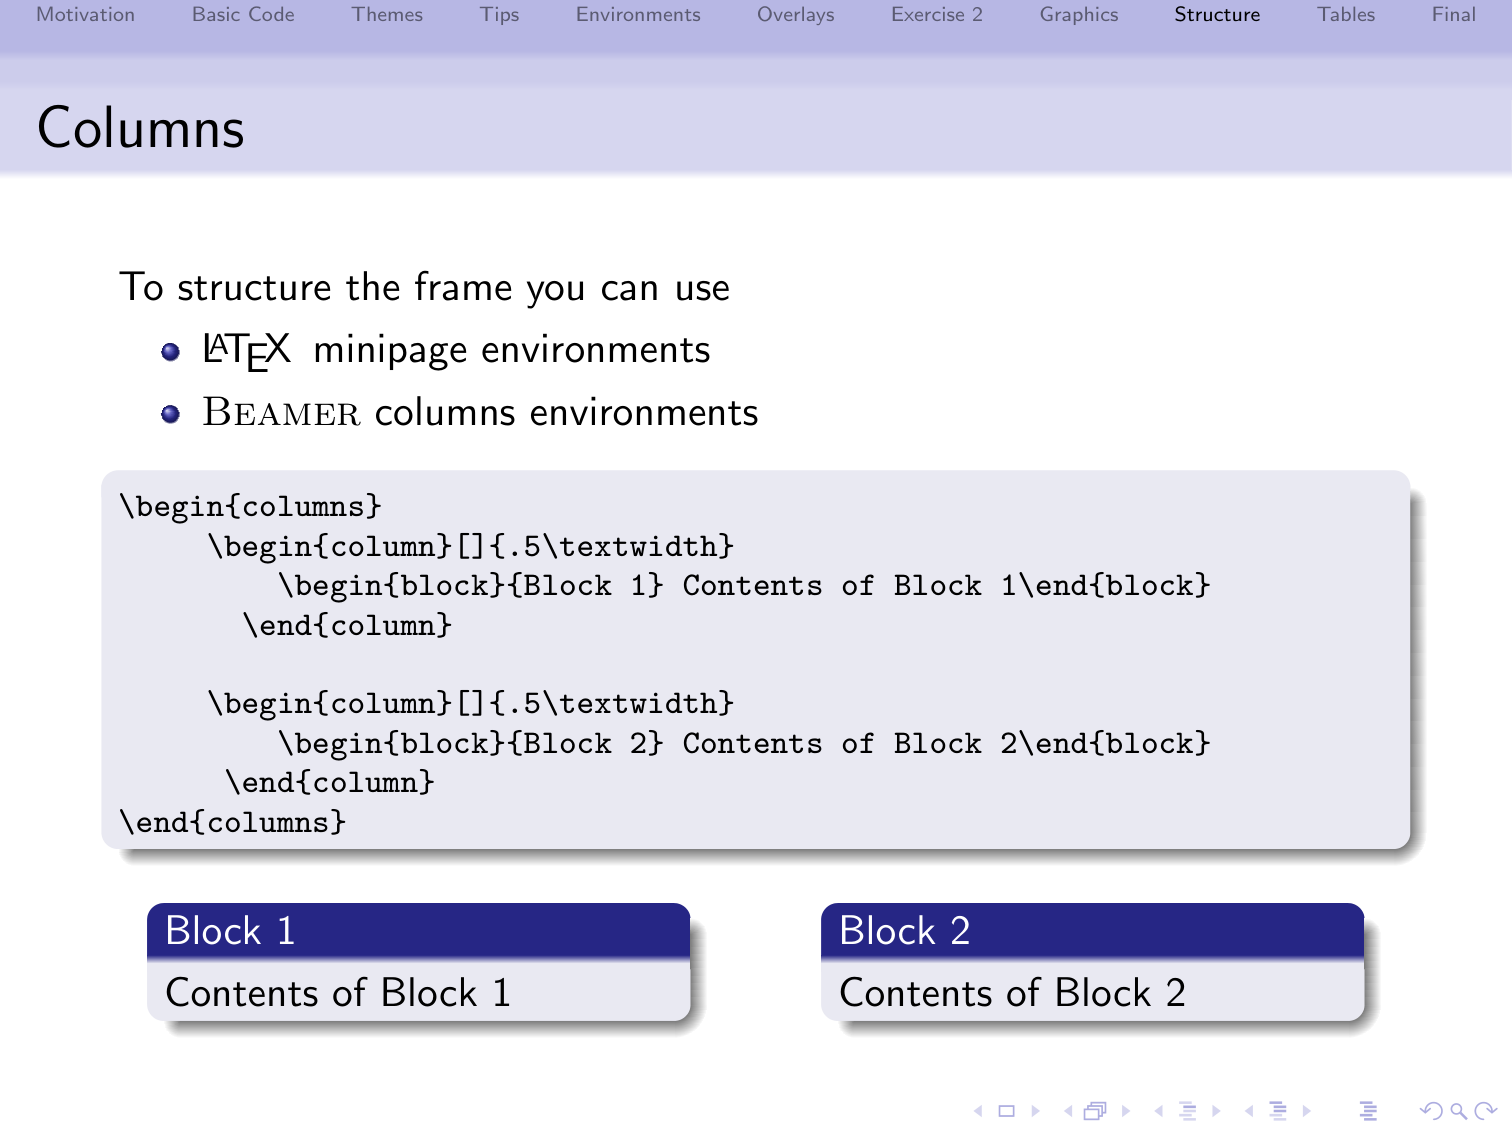 Motivation Basic Code Themes Tips Environments Overlays Exercise 2 Graphics Structure Tables Final
Columns
To structure the frame you can use
LATEX minipage environments
BEAMER columns environments
\begin{columns}
     \begin{column}[]{.5\textwidth}
         \begin{block}{Block 1} Contents of Block 1\end{block}
       \end{column}

     \begin{column}[]{.5\textwidth}
         \begin{block}{Block 2} Contents of Block 2\end{block}
      \end{column}
\end{columns}
Block 1
Contents of Block 1
Block 2
Contents of Block 2